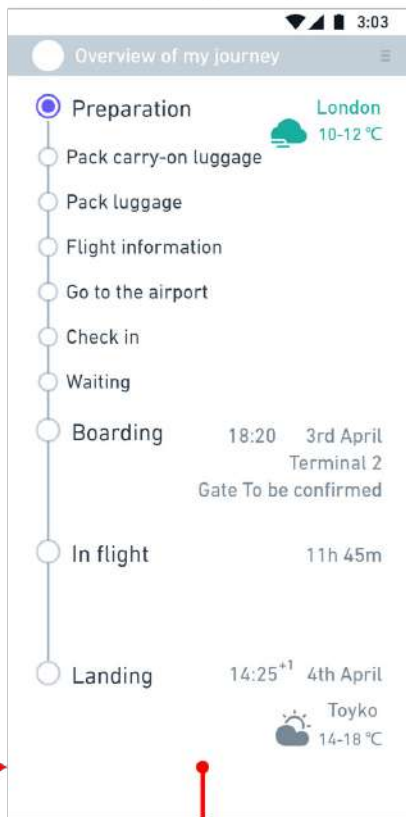 3:03
Overview of my journey
Preparation
London
10-12 ℃
Pack carry-on luggage
Pack luggage
Flight information
Go to the airport
Check in
Waiting
Boarding 18:20 3rd April
Terminal 2
Gate To be confirmed
In flight 11h 45m
Landing 14:25+1 4th April
Toyko
14-18 ℃